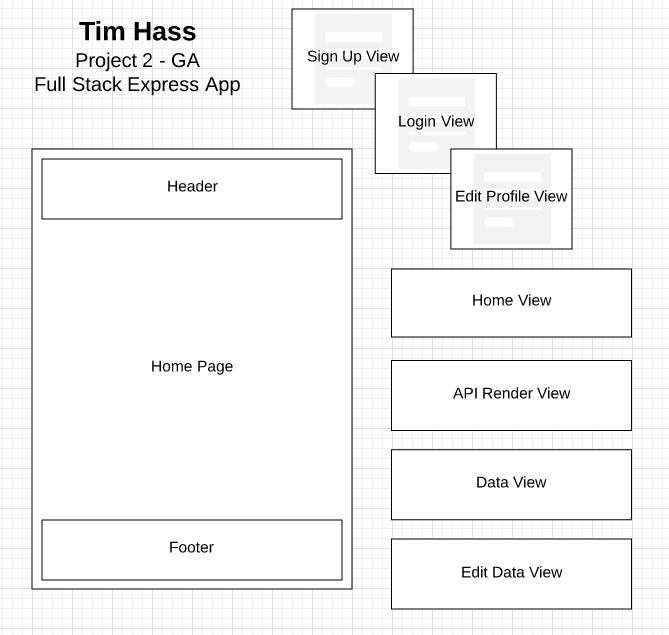 Tim Hass
Project 2 - GA
Full Stack Express App
Sign Up View
Login View
Edit Profile View
Header
Home Page
Footer
Home View
API Render View
Data View
Edit Data View